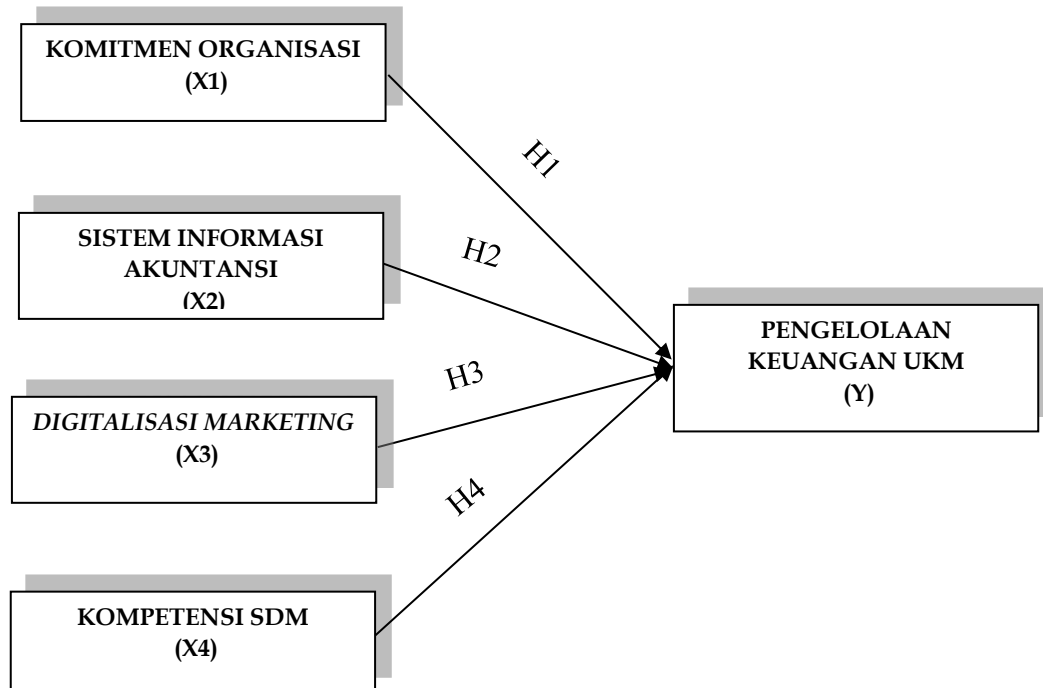 KOMITMEN ORGANISASI
(X1)
H1
SISTEM INFORMASI
AKUNTANSI
(X2)
H2
PENGELOLAAN
KEUANGAN UKM
(Y)
H3
DIGITALISASI MARKETING
(X3)
H4
KOMPETENSI SDM
(X4)